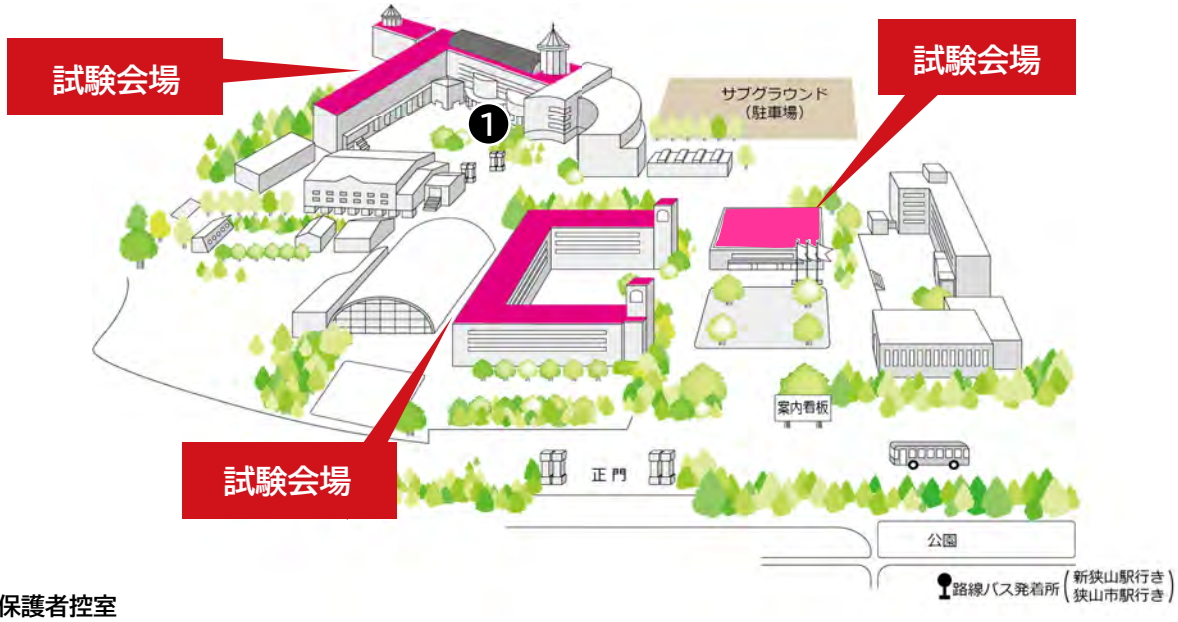 試験会場
試験会場
サブグラウンド
（駐車場）
1
案内看板
試験会場
正門
公園
路線バス発着所（新狭山駅行き
狭山市駅行き）
保護者控室